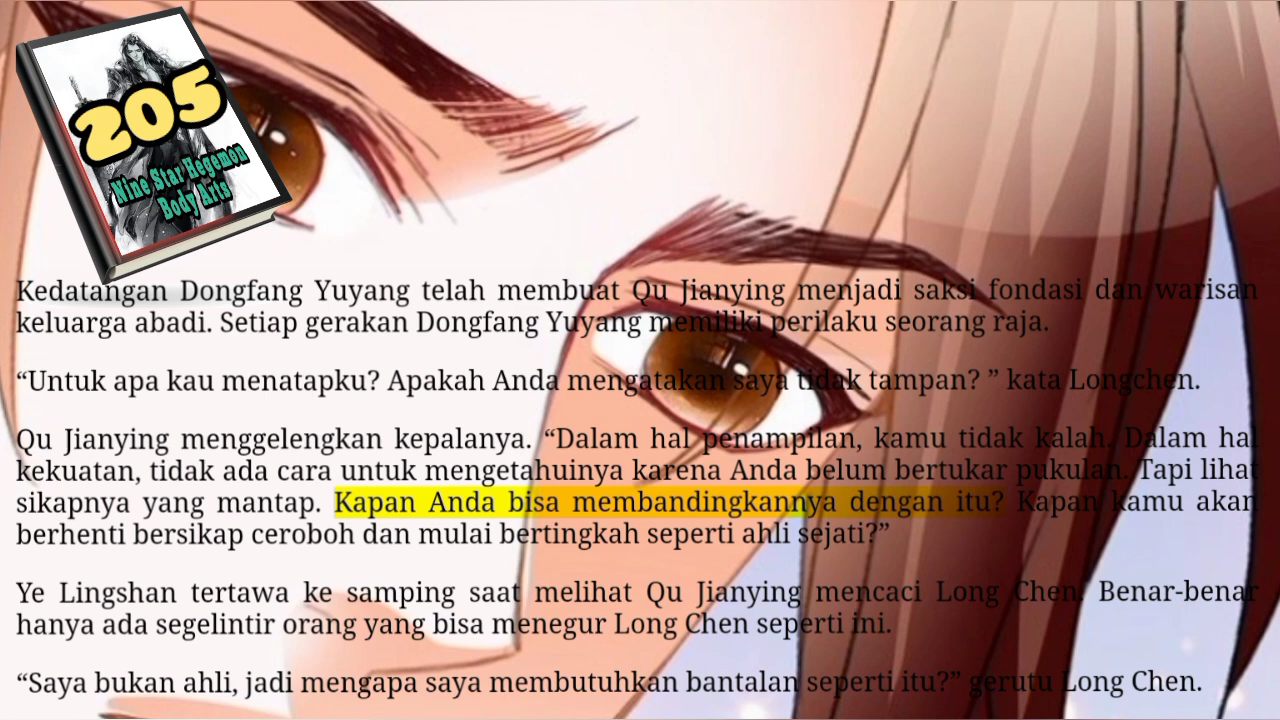 205
Nine Star Hegemon
Body Arts
Kedatangan Dongfang Yuyang telah membuat Qu Jianying menjadi saksi fondasi dan warisan
keluarga abadi. Setiap gerakan Dongfang Yuyang memiliki perilaku seorang raja.
“Untuk apa kau menatapku? Apakah Anda mengatakan saya tidak tampan? ” kata Longchen.
Qu Jianying menggelengkan kepalanya. “Dalam hal penampilan, kamu tidak kalah. Dalam hal
kekuatan, tidak ada cara untuk mengetahuinya karena Anda belum bertukar pukulan. Tapi lihat
sikapnya yang mantap. Kapan Anda bisa membandingkannya dengan itu? Kapan kamu akan
berhenti bersikap ceroboh dan mulai bertingkah seperti ahli sejati?”
Ye Lingshan tertawa ke samping saat melihat Qu Jianying mencaci Long Chen. Benar-benar
hanya ada segelintir orang yang bisa menegur Long Chen seperti ini.
“Saya bukan ahli, jadi mengapa saya membutuhkan bantalan seperti itu?” gerutu Long Chen.